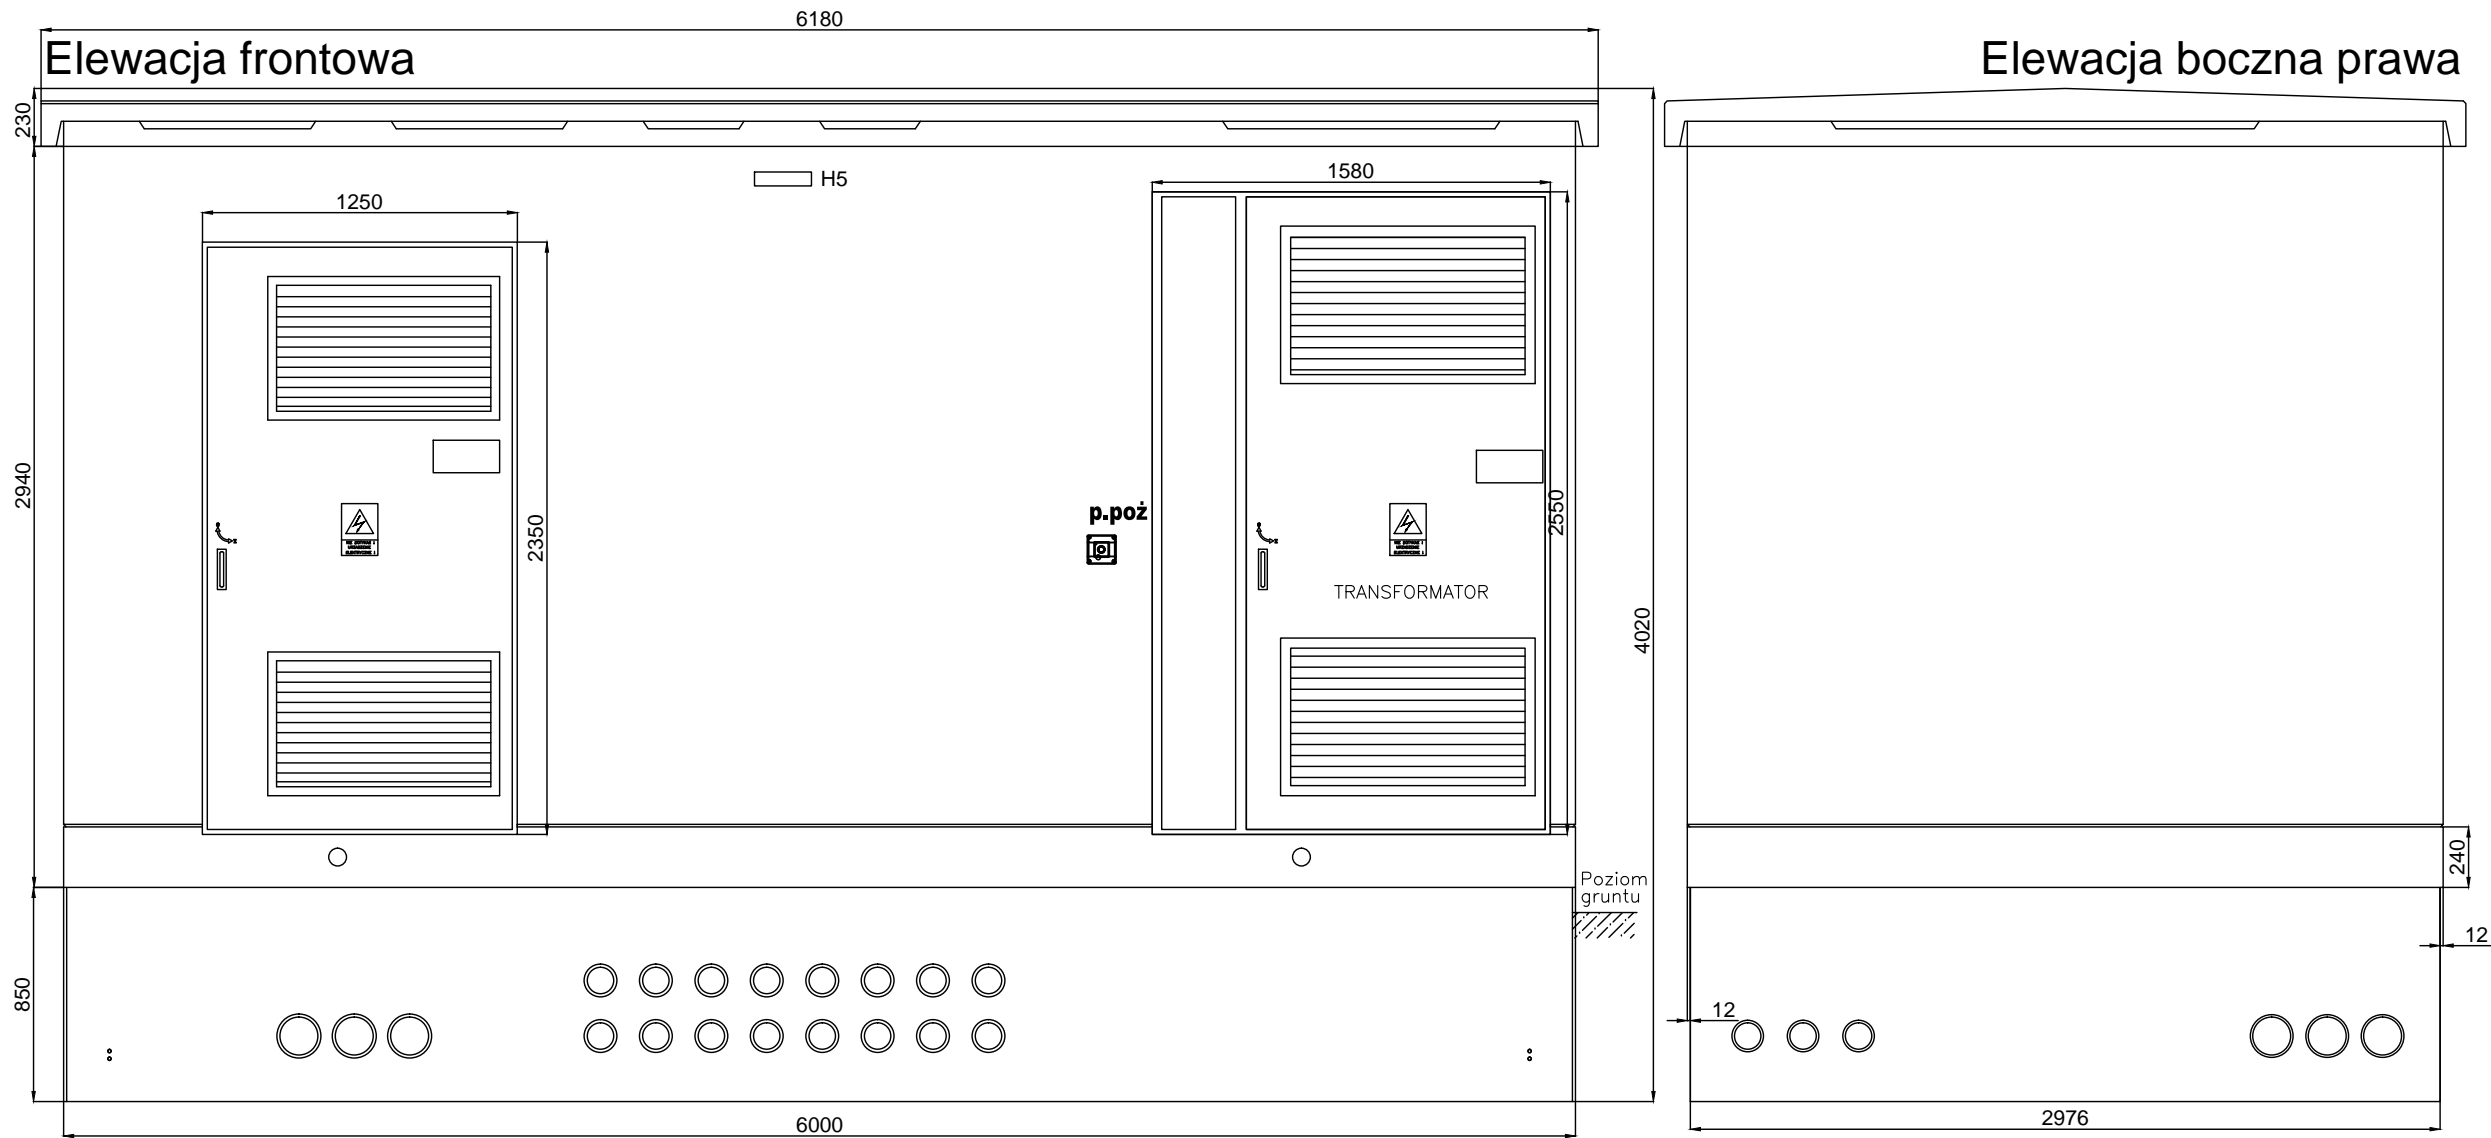 6180
Elewacja frontowa
Elewacja boczna prawa
230
H5
1580
1250
2940
2350
p.poż
2550
TRANSFORMATOR
4020
Poziom
gruntu
240
12
850
12
6000
2976